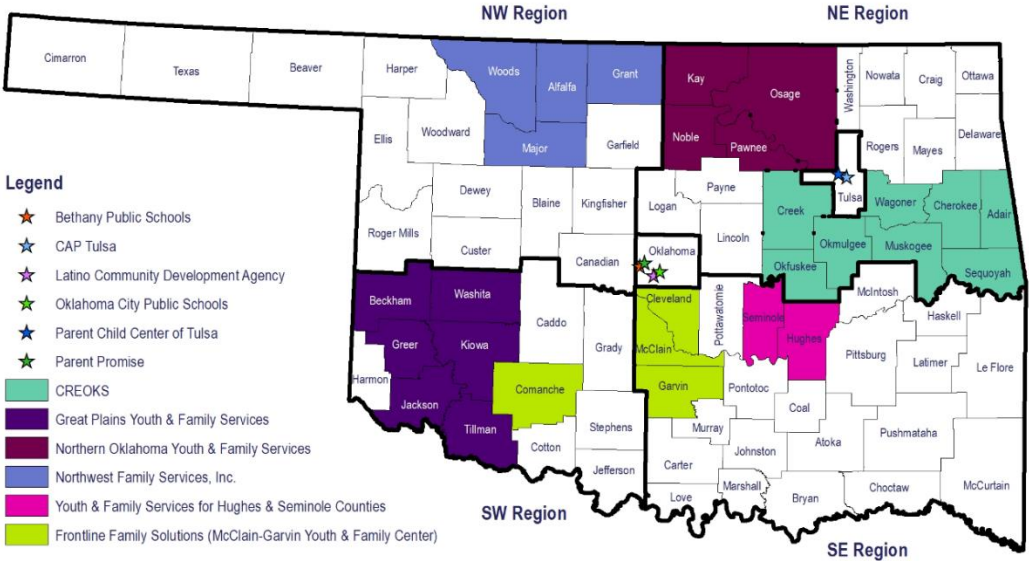 NW Region
NE Region
Cimarron
Texas
Beaver
Harper
Woods
Alfalfa
Grant
Kay
Osage
Washington
Nowata
Craig
Ottawa
Ellis
Woodward
Major
Garfield
Noble
Pawnee
Rogers
Mayes
Delaware
Dewey
Blaine
Kingfisher
Logan
Payne
Creek
Tulsa
Wagoner
Cherokee
Adair
Roger Mills
Custer
Canadian
Oklahoma
Lincoln
Okmulgee
Muskogee
Okfuskee
Sequoyah
Beckham
Washita
Caddo
Grady
Cleveland
Pottawatomie
Seminole
Hughes
McIntosh
Haskell
Greer
Kiowa
McClain
Pittsburg
Latimer
Le Flore
Harmon
Jackson
Comanche
Garvin
Pontotoc
Coal
Tillman
Stephens
Murray
Johnston
Atoka
Pushmataha
Cotton
Jefferson
Carter
Love
Marshall
Bryan
Choctaw
McCurtain
SW Region
SE Region
Legend
Bethany Public Schools
CAP Tulsa
Latino Community Development Agency
Oklahoma City Public Schools
Parent Child Center of Tulsa
Parent Promise
CREOKS
Great Plains Youth & Family Services
Northern Oklahoma Youth & Family Services
Northwest Family Services, Inc.
Youth & Family Services for Hughes & Seminole Counties
Frontline Family Solutions (McClain-Garvin Youth & Family Center)